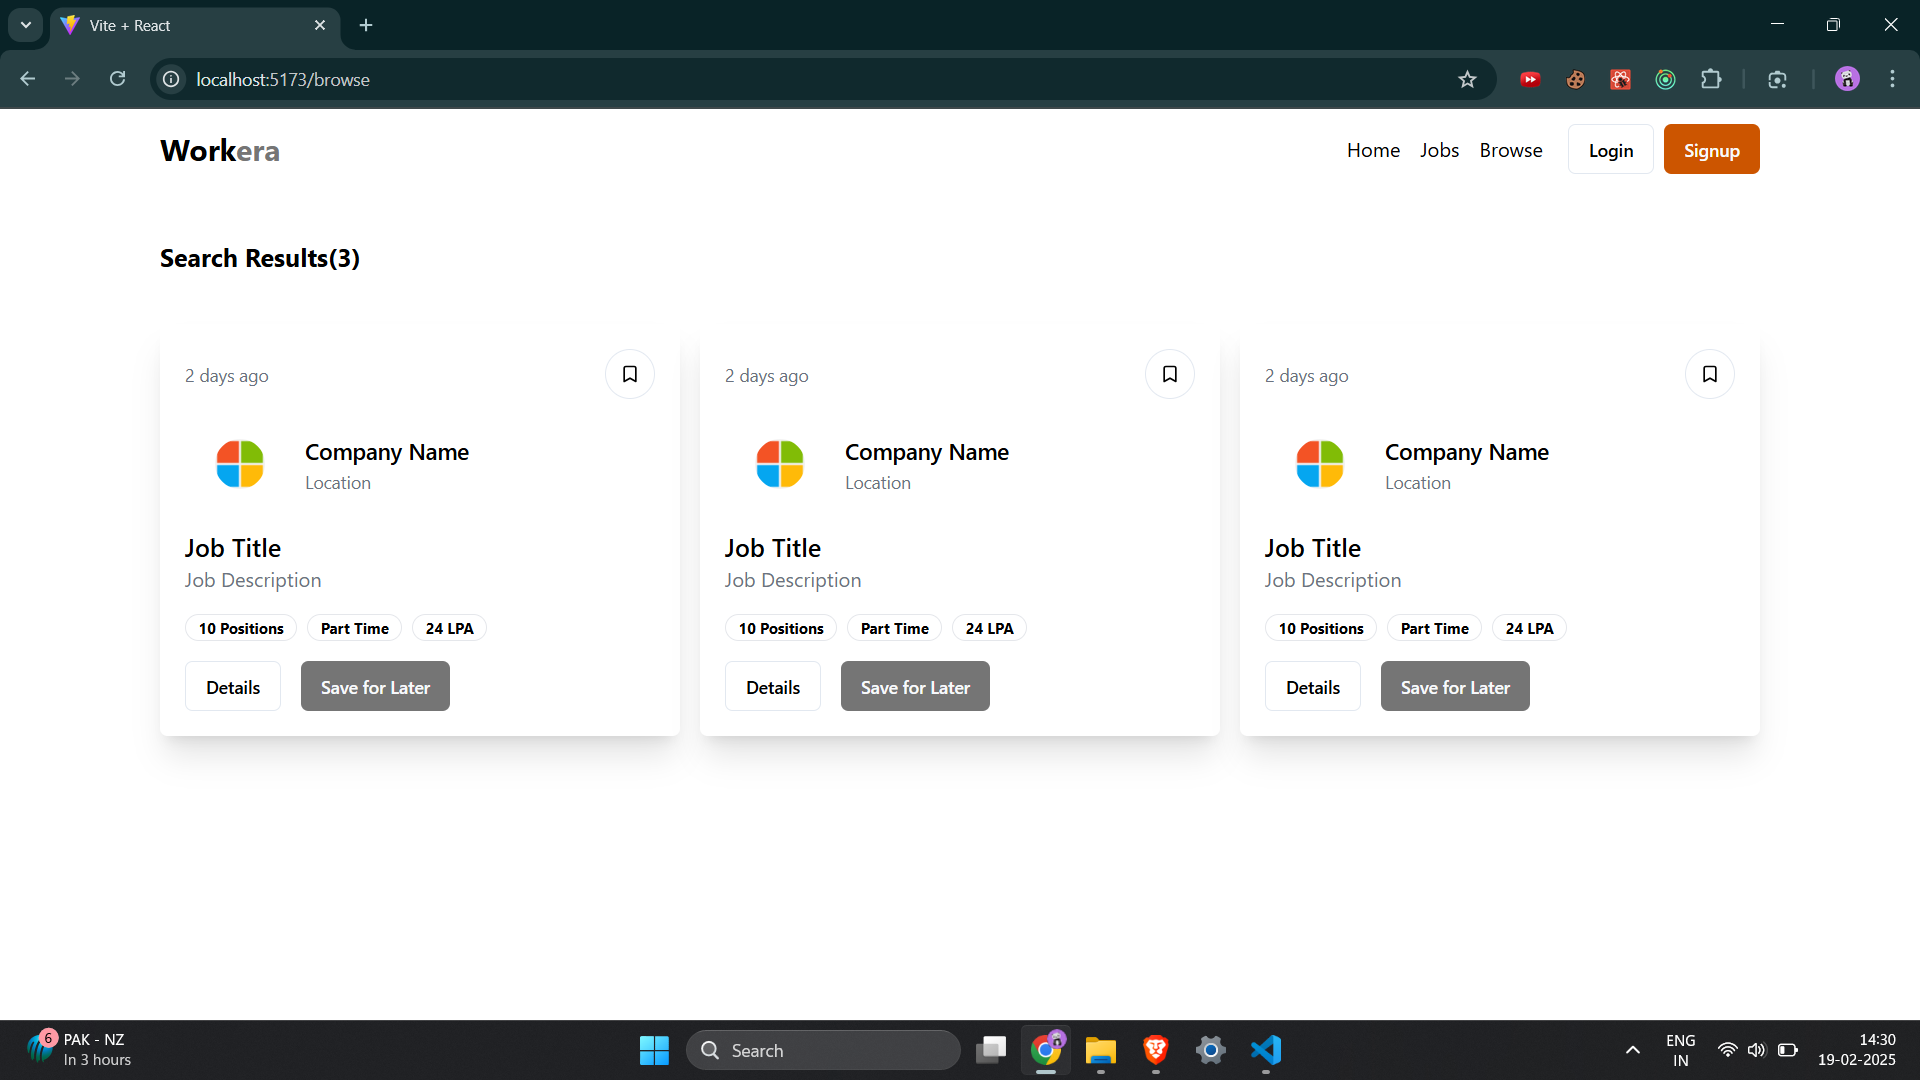 Vite + React
localhost:5173/browse
Workera
Home Jobs Browse Login Signup
Search Results(3)
2 days ago
Company Name
Location
Job Title
Job Description
10 Positions Part Time 24 LPA
Details Save for Later
2 days ago
Company Name
Location
Job Title
Job Description
10 Positions Part Time 24 LPA
Details Save for Later
2 days ago
Company Name
Location
Job Title
Job Description
10 Positions Part Time 24 LPA
Details Save for Later
6
PAK - NZ
In 3 hours
Search
ENG
IN
14:30
19-02-2025